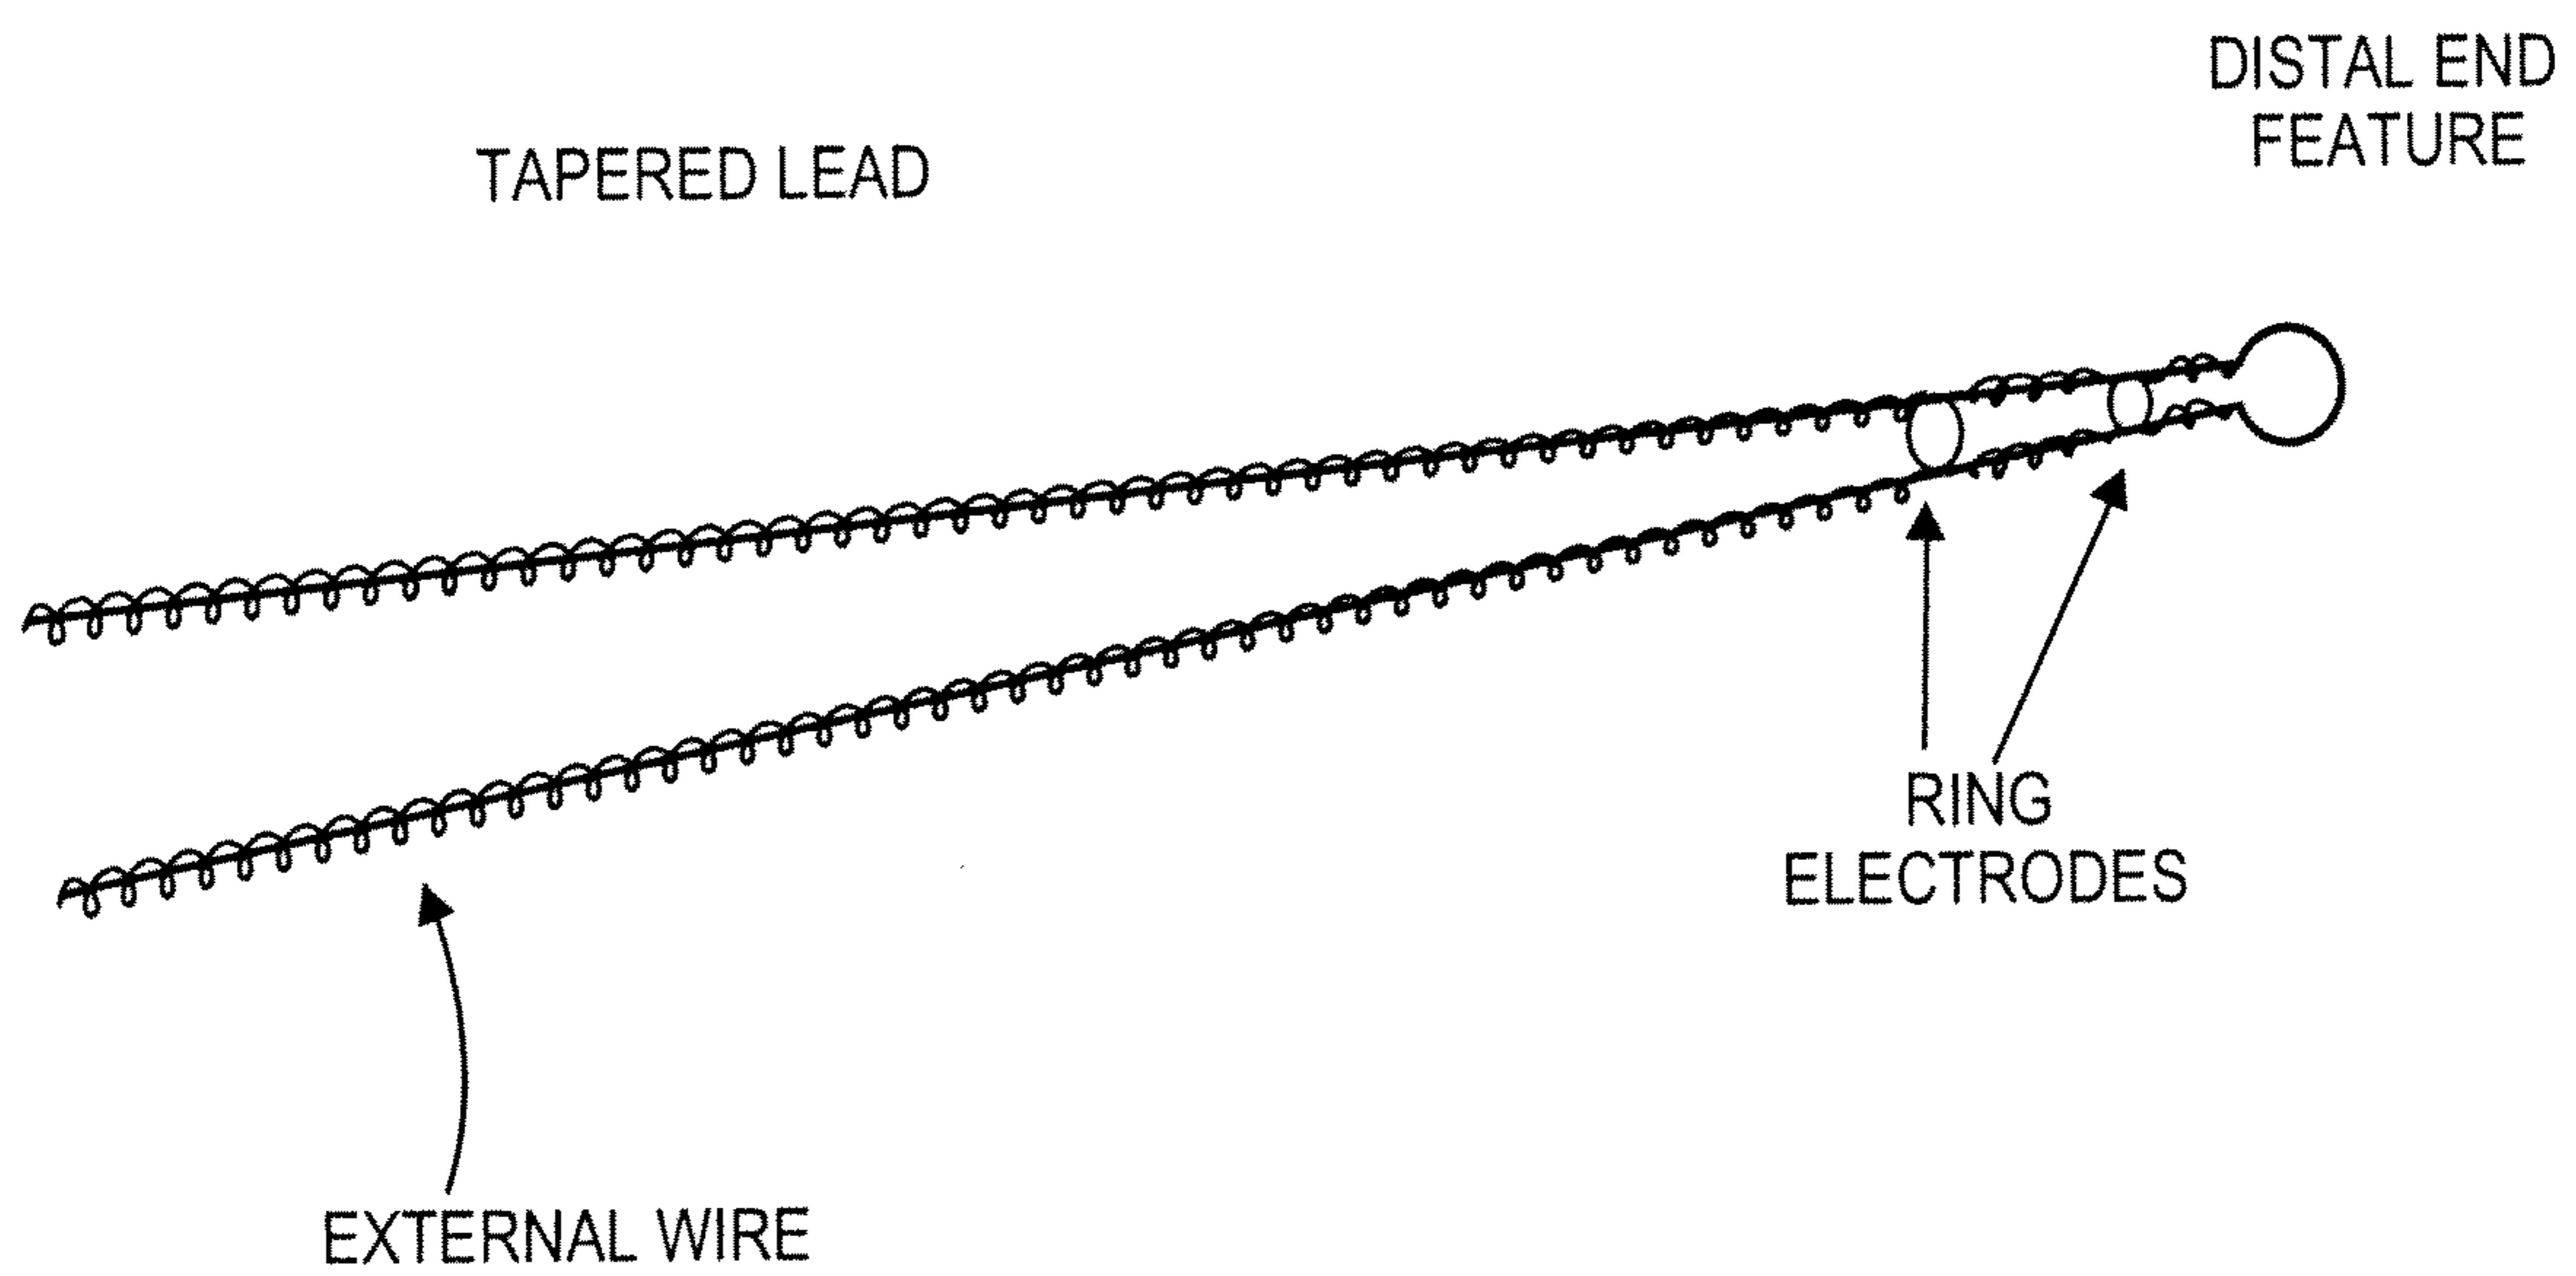 DISTAL END
FEATURE
TAPERED LEAD
RING
ELECTRODES
EXTERNAL WIRE